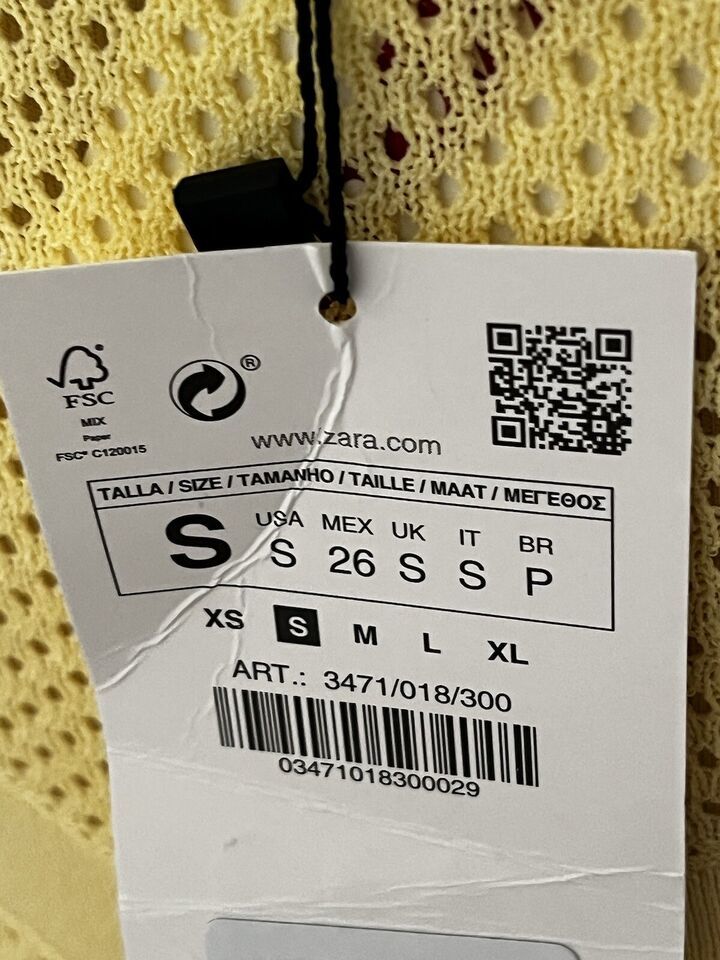 FSC
MIX
Paper
FSC® C120015
®
www.zara.com
TALLA / SIZE / TAMANHO / TAILLE / MAAT / ΜΕΓΕΘΟΣ
S
USA MEX UK IT BR
S 26 S S P
XS S M L XL
ART.: 3471/018/300
03471018300029